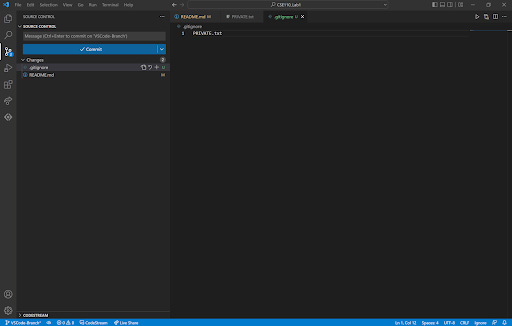 File Edit Selection View Go Run Terminal Help
CSE110 Lab1
SOURCE CONTROL
SOURCE CONTROL
Message (Ctrl+Enter to commit on 'VSCode-Branch')
Commit
Changes 2
.gitignore U
README.md M
README.md M PRIVATE.txt .gitignore U
.gitignore
1 PRIVATE.txt
CODESTREAM
VSCode-Branch* 0 0 CodeStream Live Share Ln 1, Col 12 Spaces: 4 UTF-8 CRLF Ignore